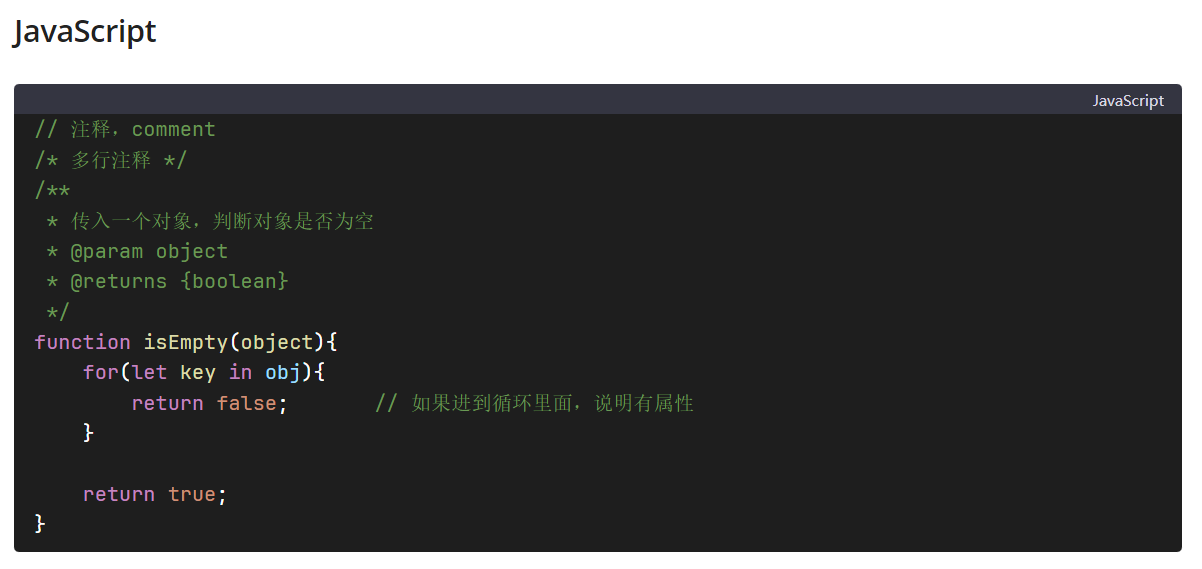 JavaScript
JavaScript
// 注释，comment
/* 多行注释 */
/**
 * 传入一个对象，判断对象是否为空
 * @param object
 * @returns {boolean}
 */
function isEmpty(object){
    for(let key in obj){
        return false;       // 如果进到循环里面，说明有属性
    }

    return true;
}